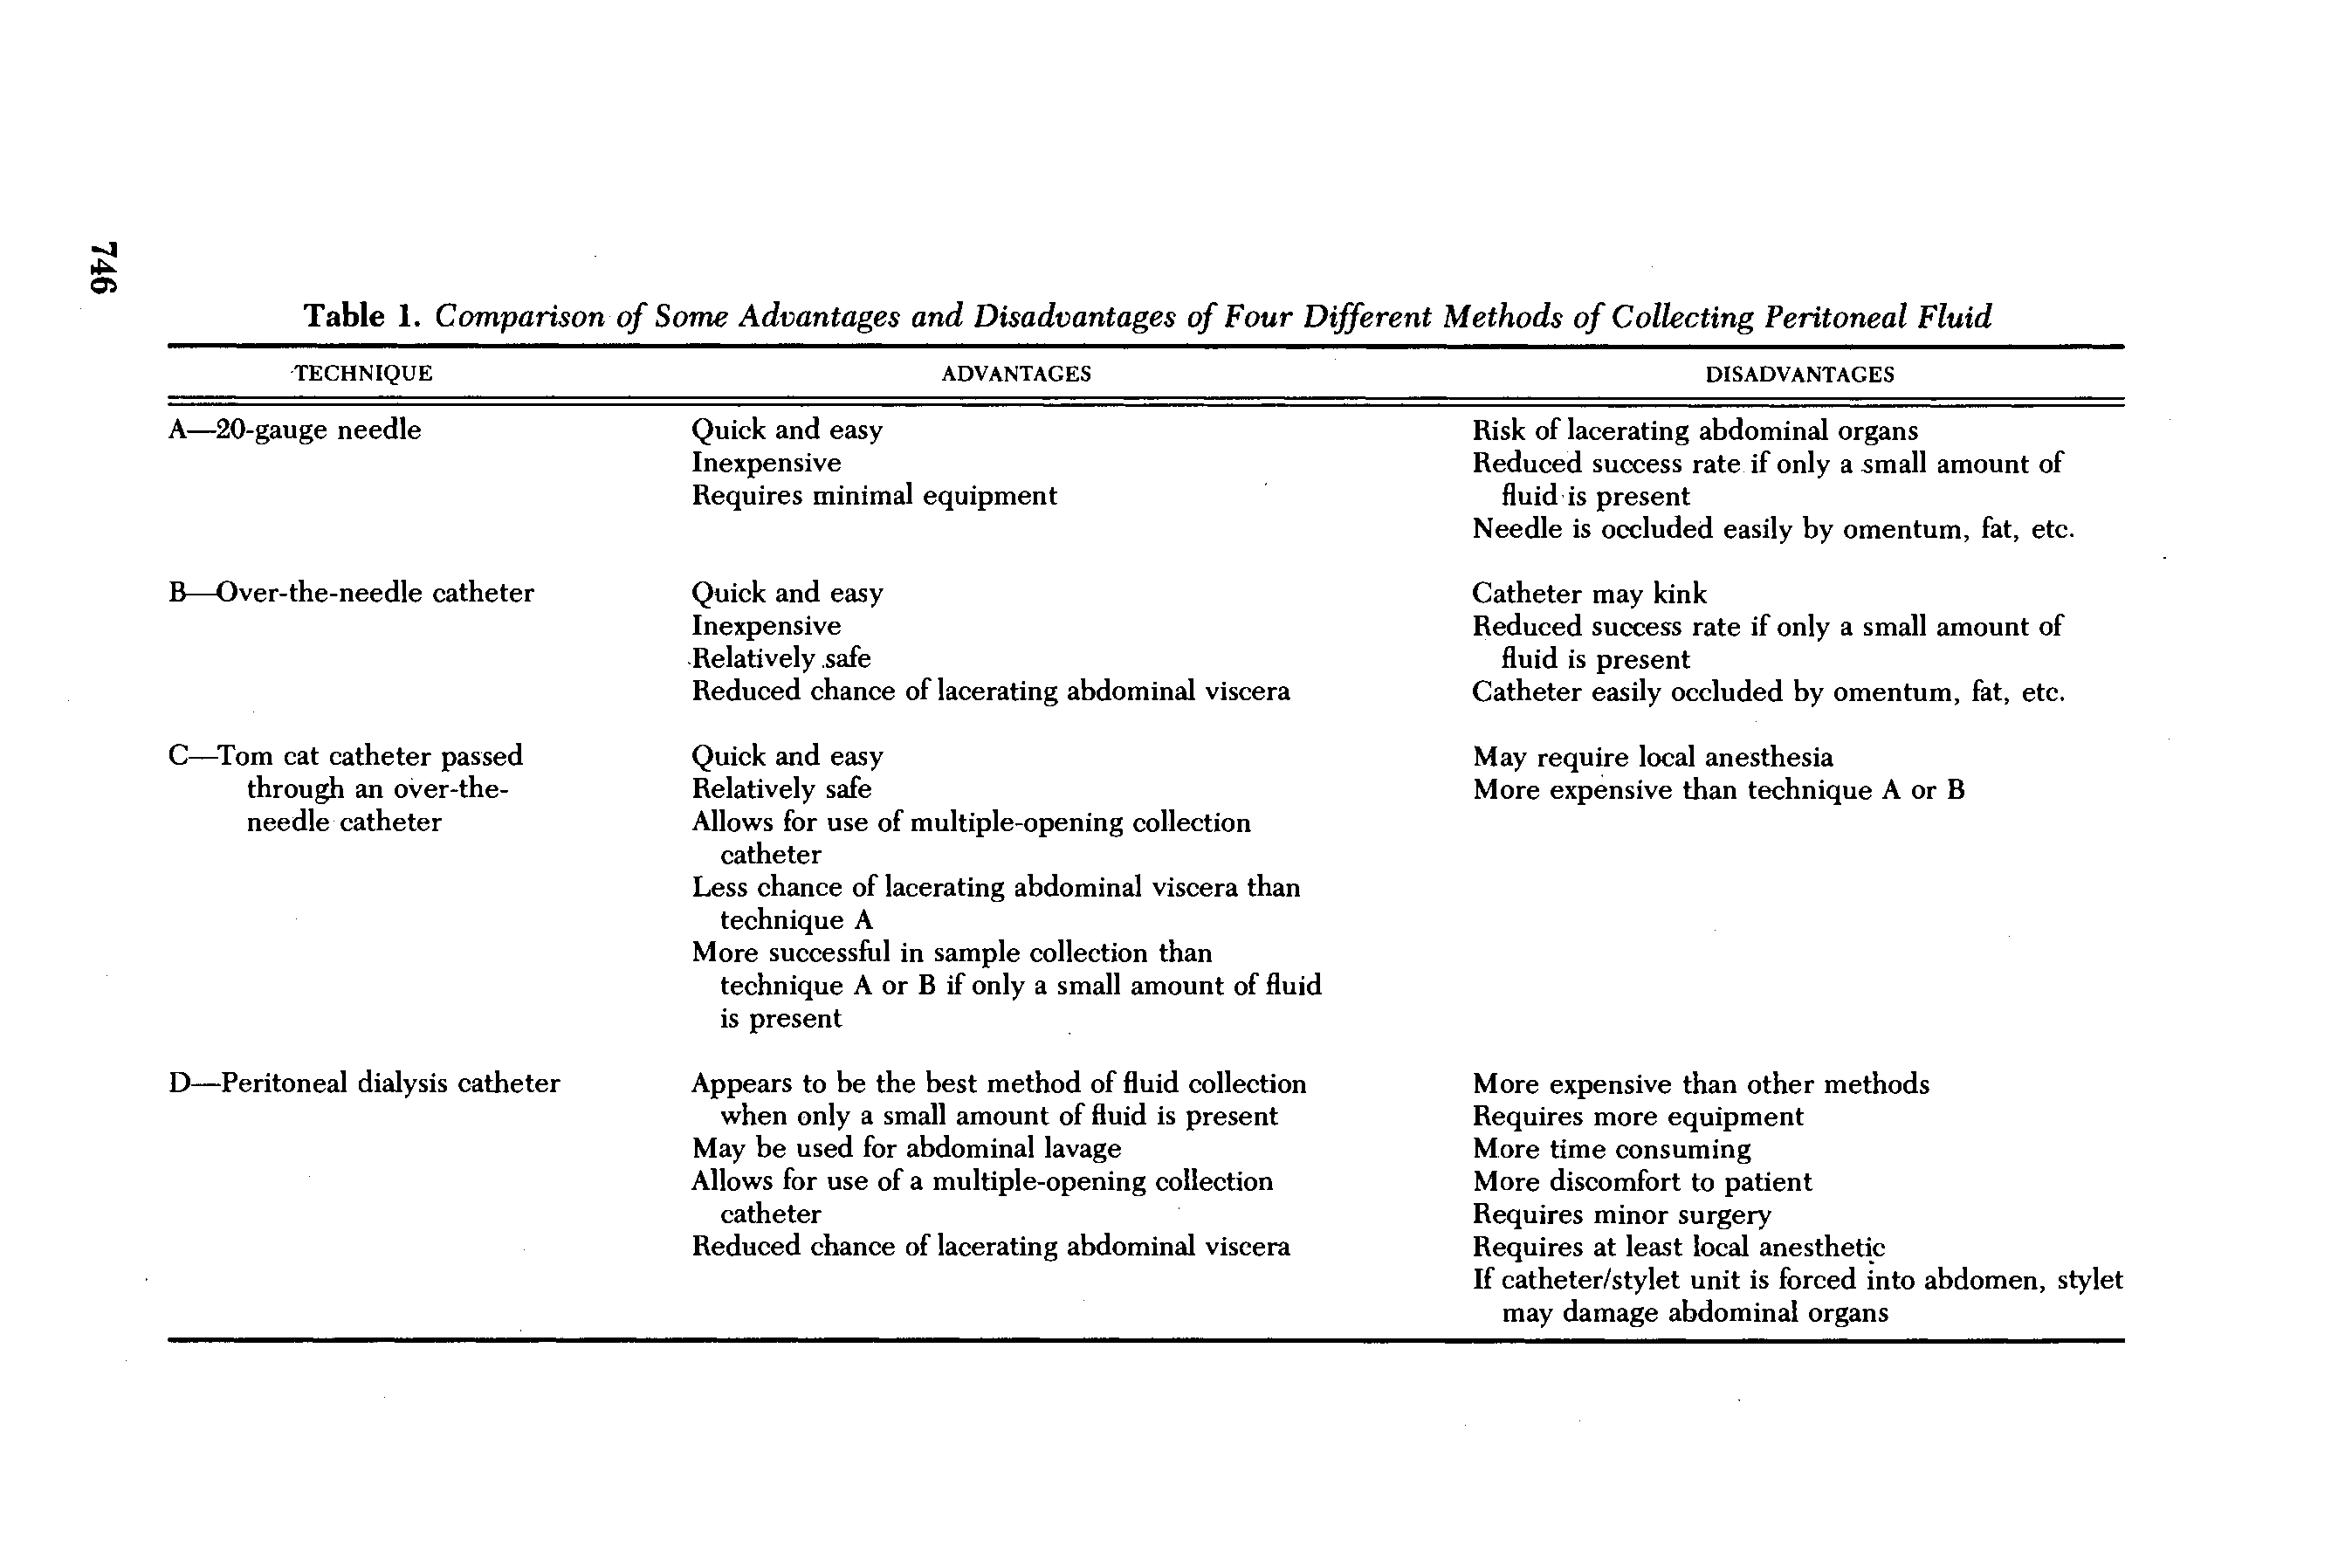 746
Table 1. Comparison of Some Advantages and Disadvantages of Four Different Methods of Collecting Peritoneal Fluid
TECHNIQUE ADVANTAGES DISADVANTAGES
A—20-gauge needle Quick and easy Risk of lacerating abdominal organs
Inexpensive Reduced success rate if only a small amount of
Requires minimal equipment fluid is present
Needle is occluded easily by omentum, fat, etc.
B—Over-the-needle catheter Quick and easy Catheter may kink
Inexpensive Reduced success rate if only a small amount of
Relatively safe fluid is present
Reduced chance of lacerating abdominal viscera Catheter easily occluded by omentum, fat, etc.
C—Tom cat catheter passed Quick and easy May require local anesthesia
through an over-the- Relatively safe More expensive than technique A or B
needle catheter Allows for use of multiple-opening collection
catheter
Less chance of lacerating abdominal viscera than
technique A
More successful in sample collection than
technique A or B if only a small amount of fluid
is present
D—Peritoneal dialysis catheter Appears to be the best method of fluid collection More expensive than other methods
when only a small amount of fluid is present Requires more equipment
May be used for abdominal lavage More time consuming
Allows for use of a multiple-opening collection More discomfort to patient
catheter Requires minor surgery
Reduced chance of lacerating abdominal viscera Requires at least local anesthetic
If catheter/stylet unit is forced into abdomen, stylet
may damage abdominal organs